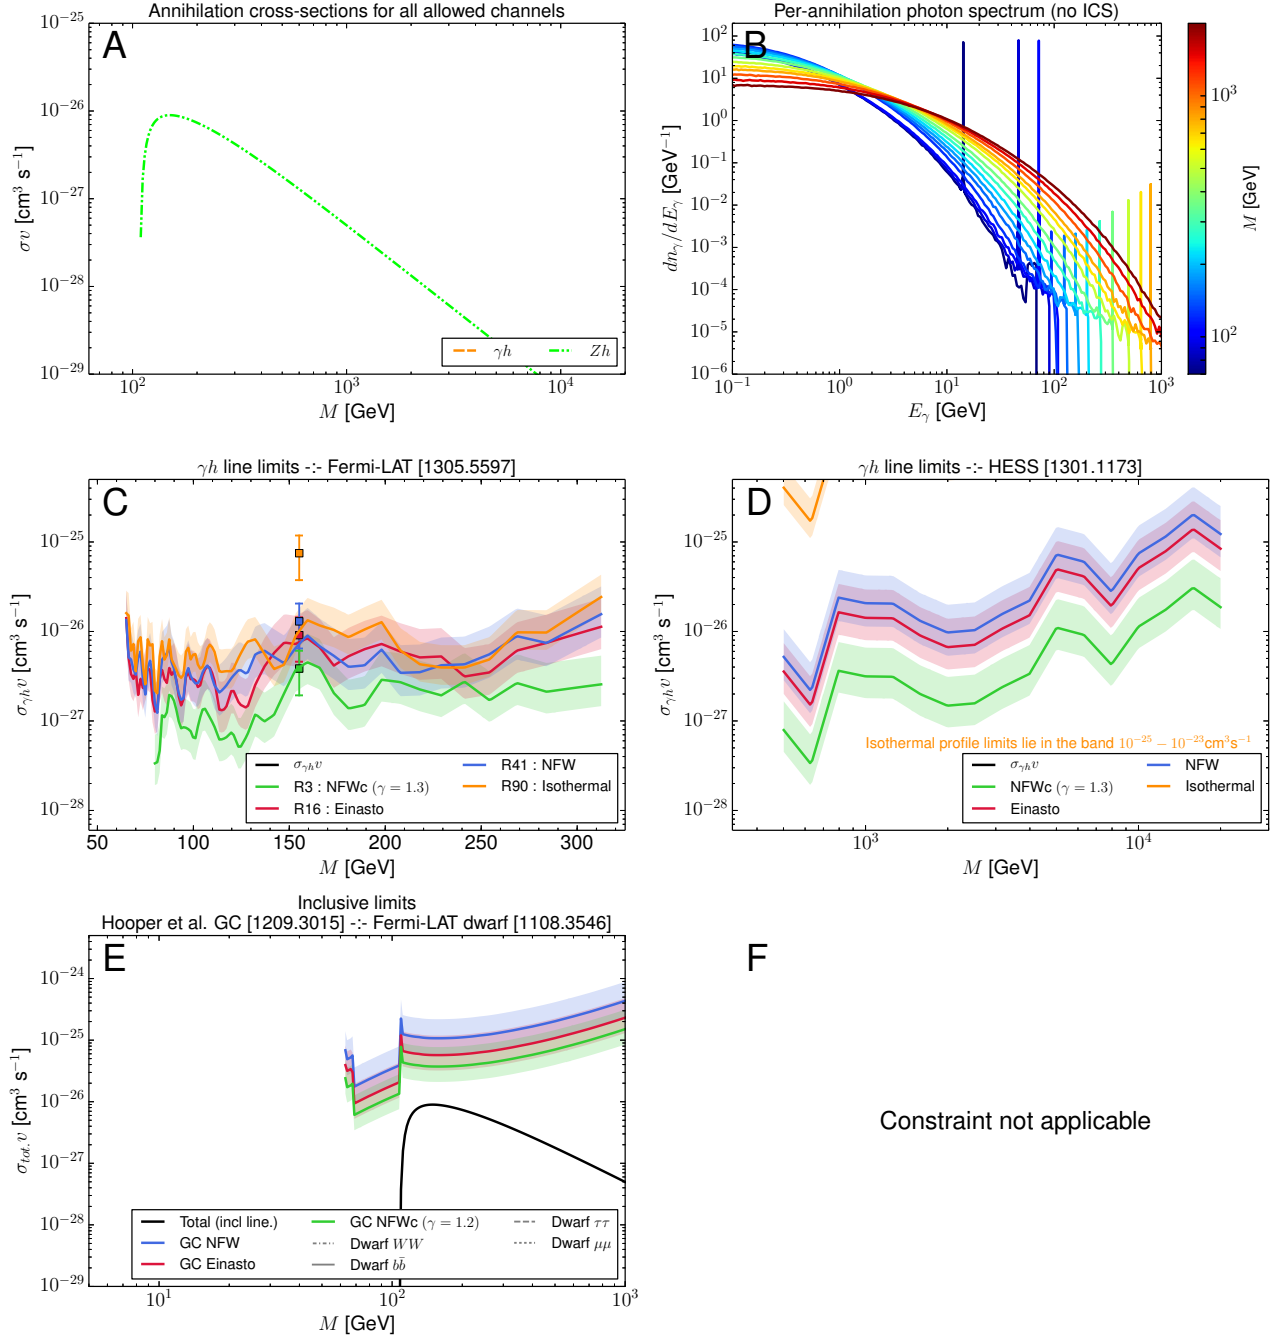 Annihilation cross-sections for all allowed channels
A
10⁻²⁵
10⁻²⁶
10⁻²⁷
10⁻²⁸
10⁻²⁹
σv [cm³ s⁻¹]
γh Zh
10² 10³ 10⁴
M [GeV]
Per-annihilation photon spectrum (no ICS)
B
10²
10¹
10⁰
10⁻¹
10⁻²
10⁻³
10⁻⁴
10⁻⁵
10⁻⁶
dnγ/dEγ [GeV⁻¹]
10⁻¹ 10⁰ 10¹ 10² 10³
Eγ [GeV]
10³
10²
M [GeV]
γh line limits -:- Fermi-LAT [1305.5597]
C
10⁻²⁵
10⁻²⁶
10⁻²⁷
10⁻²⁸
σγhv [cm³ s⁻¹]
σγhv
R3 : NFWc (γ = 1.3)
R16 : Einasto
R41 : NFW
R90 : Isothermal
50 100 150 200 250 300
M [GeV]
γh line limits -:- HESS [1301.1173]
D
10⁻²⁵
10⁻²⁶
10⁻²⁷
10⁻²⁸
σγhv [cm³ s⁻¹]
Isothermal profile limits lie in the band 10⁻²⁵ − 10⁻²³cm³s⁻¹
σγhv
NFWc (γ = 1.3)
Einasto
NFW
Isothermal
10³ 10⁴
M [GeV]
Inclusive limits
Hooper et al. GC [1209.3015] -:- Fermi-LAT dwarf [1108.3546]
E
10⁻²⁴
10⁻²⁵
10⁻²⁶
10⁻²⁷
10⁻²⁸
10⁻²⁹
σtot.v [cm³ s⁻¹]
Total (incl line.)
GC NFW
GC Einasto
GC NFWc (γ = 1.2)
Dwarf WW
Dwarf bb̄
Dwarf ττ
Dwarf μμ
10¹ 10² 10³
M [GeV]
F
Constraint not applicable